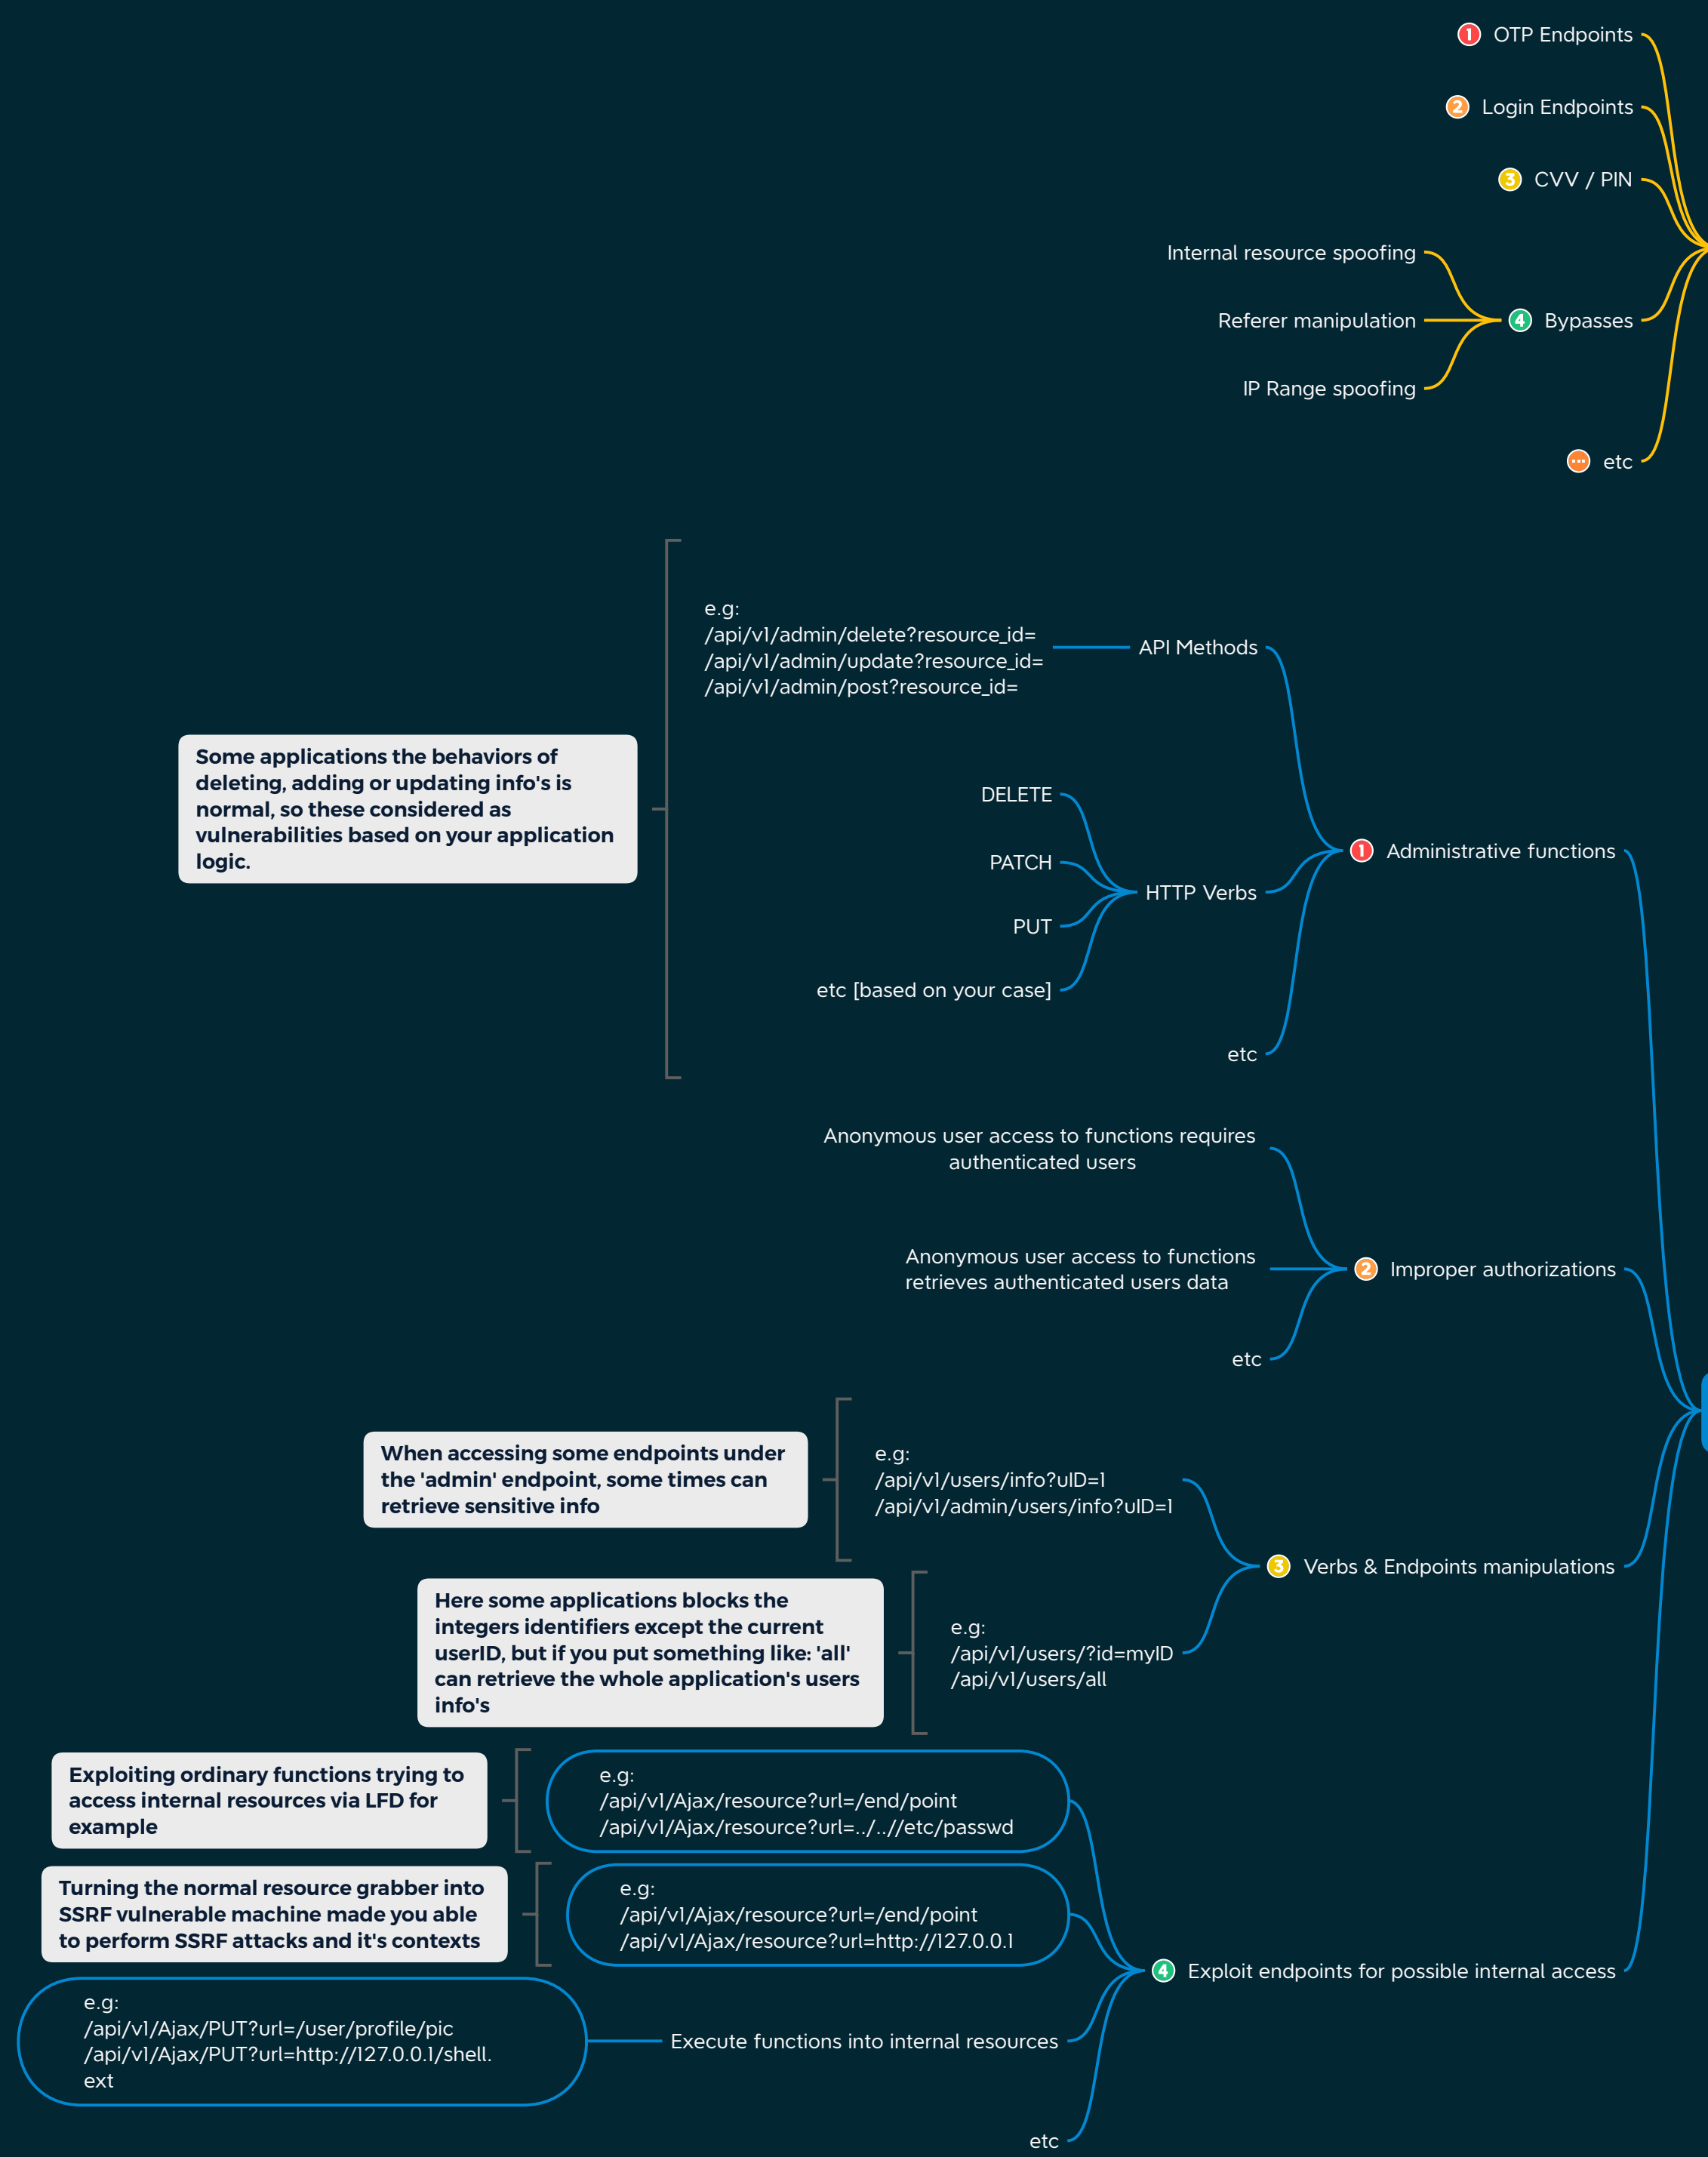 1 OTP Endpoints
2 Login Endpoints
3 CVV / PIN
Internal resource spoofing
Referer manipulation
4 Bypasses
IP Range spoofing
etc
e.g:
/api/v1/admin/delete?resource_id=
/api/v1/admin/update?resource_id=
/api/v1/admin/post?resource_id=
API Methods
Some applications the behaviors of
deleting, adding or updating info's is
normal, so these considered as
vulnerabilities based on your application
logic.
DELETE
PATCH
PUT
etc [based on your case]
HTTP Verbs
etc
1 Administrative functions
Anonymous user access to functions requires
authenticated users
Anonymous user access to functions
retrieves authenticated users data
etc
2 Improper authorizations
When accessing some endpoints under
the 'admin' endpoint, some times can
retrieve sensitive info
e.g:
/api/v1/users/info?uID=1
/api/v1/admin/users/info?uID=1
3 Verbs & Endpoints manipulations
Here some applications blocks the
integers identifiers except the current
userID, but if you put something like: 'all'
can retrieve the whole application's users
info's
e.g:
/api/v1/users/?id=myID
/api/v1/users/all
Exploiting ordinary functions trying to
access internal resources via LFD for
example
e.g:
/api/v1/Ajax/resource?url=/end/point
/api/v1/Ajax/resource?url=../..//etc/passwd
Turning the normal resource grabber into
SSRF vulnerable machine made you able
to perform SSRF attacks and it's contexts
e.g:
/api/v1/Ajax/resource?url=/end/point
/api/v1/Ajax/resource?url=http://127.0.0.1
4 Exploit endpoints for possible internal access
e.g:
/api/v1/Ajax/PUT?url=/user/profile/pic
/api/v1/Ajax/PUT?url=http://127.0.0.1/shell.
ext
Execute functions into internal resources
etc